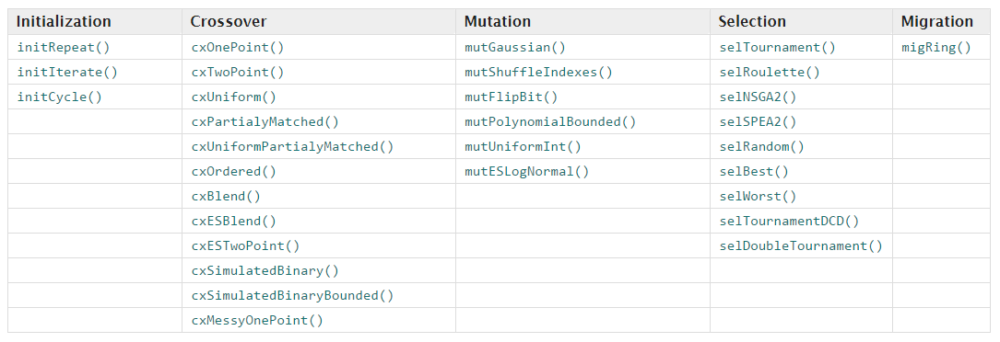 Initialization Crossover Mutation Selection Migration
initRepeat() cxOnePoint() mutGaussian() selTournament() migRing()
initIterate() cxTwoPoint() mutShuffleIndexes() selRoulette()
initCycle() cxUniform() mutFlipBit() selNSGA2()
cxPartialyMatched() mutPolynomialBounded() selSPEA2()
cxUniformPartialyMatched() mutUniformInt() selRandom()
cxOrdered() mutESLogNormal() selBest()
cxBlend() selWorst()
cxESBlend() selTournamentDCD()
cxESTwoPoint() selDoubleTournament()
cxSimulatedBinary()
cxSimulatedBinaryBounded()
cxMessyOnePoint()